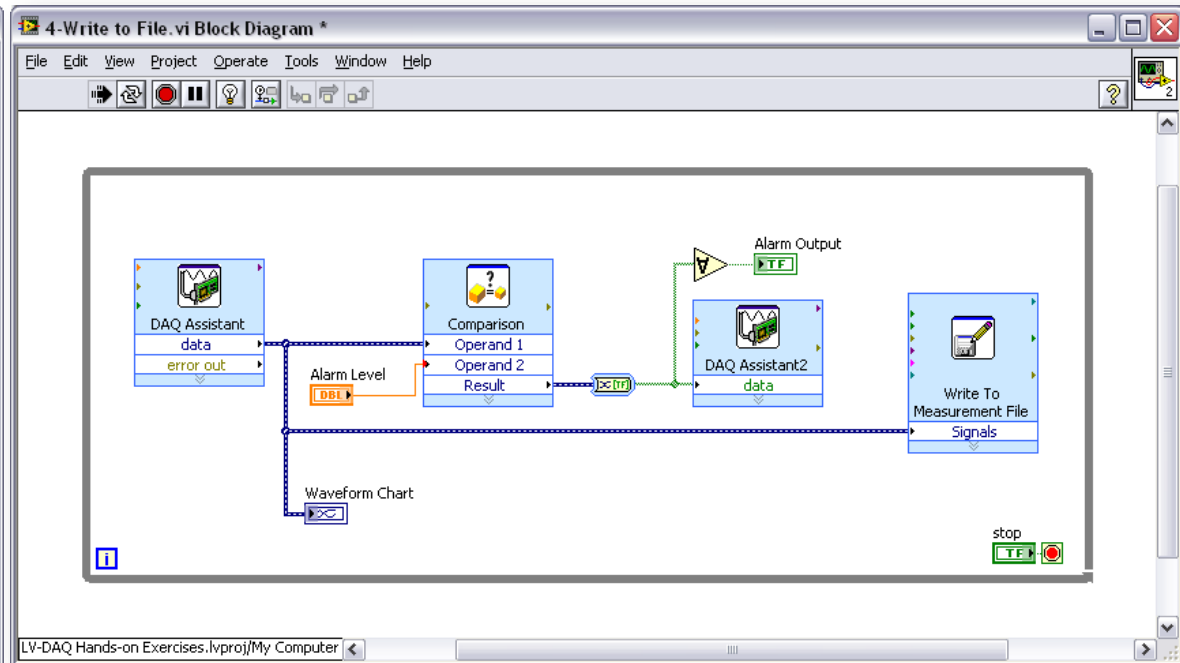 4-Write to File.vi Block Diagram *
File Edit View Project Operate Tools Window Help
?
2
Alarm Output
TF
?
=
DAQ Assistant
data
error out
Comparison
Operand 1
Operand 2
Result
Alarm Level
DBL
[TF]
DAQ Assistant2
data
Write To
Measurement File
Signals
Waveform Chart
stop
TF
i
LV-DAQ Hands-on Exercises.lvproj/My Computer